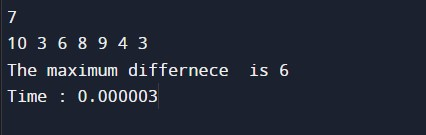 7
10 3 6 8 9 4 3
The maximum differnece  is 6
Time : 0.000003